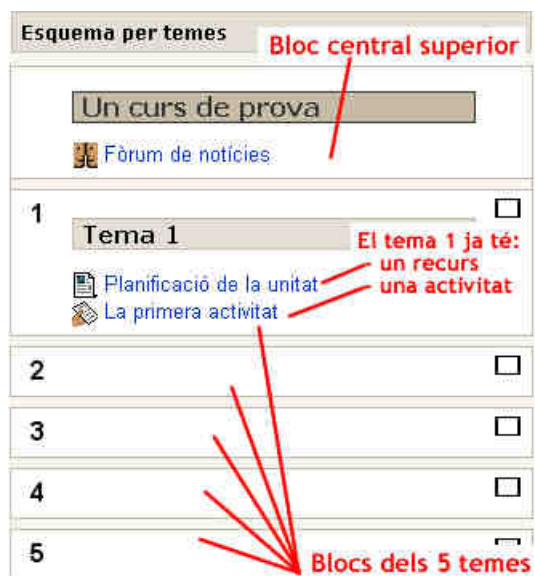 Esquema per temes
Bloc central superior
Un curs de prova
Fòrum de notícies
1
Tema 1
El tema 1 ja té:
un recurs
una activitat
Planificació de la unitat
La primera activitat
2
3
4
5
Blocs dels 5 temes